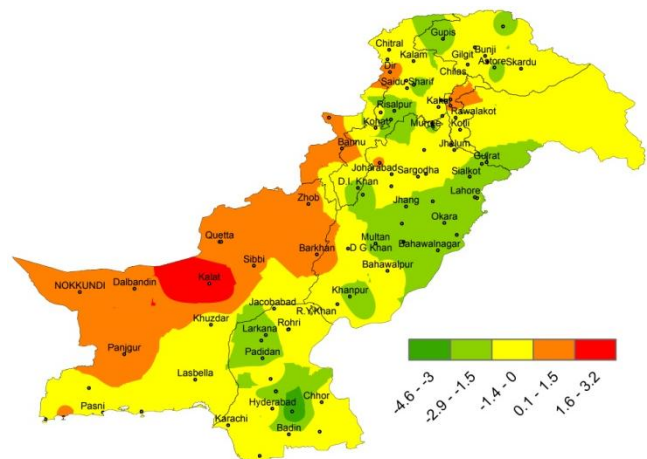 Gupis
Chitral
Kalam
Gilgit
Bunji
Dir
Chilas
Astore
Skardu
Saidu Sharif
Risalpur
Kakul
Rawalakot
Kohat
Murree
Kotli
Bannu
Jhelum
Joharabad
Gujrat
Sargodha
Sialkot
D.I. Khan
Lahore
Zhob
Jhang
Okara
Quetta
Multan
Barkhan
D G Khan
Bahawalnagar
Sibbi
Bahawalpur
Kalat
NOKKUNDI
Dalbandin
Khanpur
Jacobabad
R.Y.Khan
Khuzdar
Rohri
Larkana
Panjgur
Padidan
Lasbella
Hyderabad
Chhor
Pasni
Karachi
Badin
-4.6 - -3
-2.9 - -1.5
-1.4 - 0
0.1 - 1.5
1.6 - 3.2